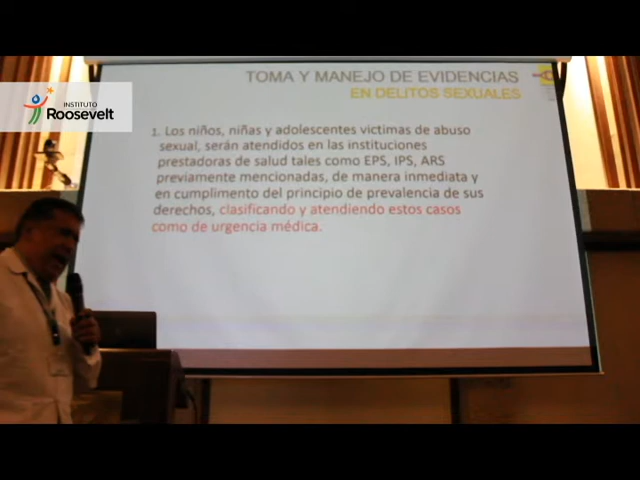 INSTITUTO
Roosevelt
TOMA Y MANEJO DE EVIDENCIAS
EN DELITOS SEXUALES
1. Los niños, niñas y adolescentes victimas de abuso
sexual, serán atendidos en las instituciones
prestadoras de salud tales como EPS, IPS, ARS
previamente mencionadas, de manera inmediata y
en cumplimento del principio de prevalencia de sus
derechos, clasificando y atendiendo estos casos
como de urgencia médica.